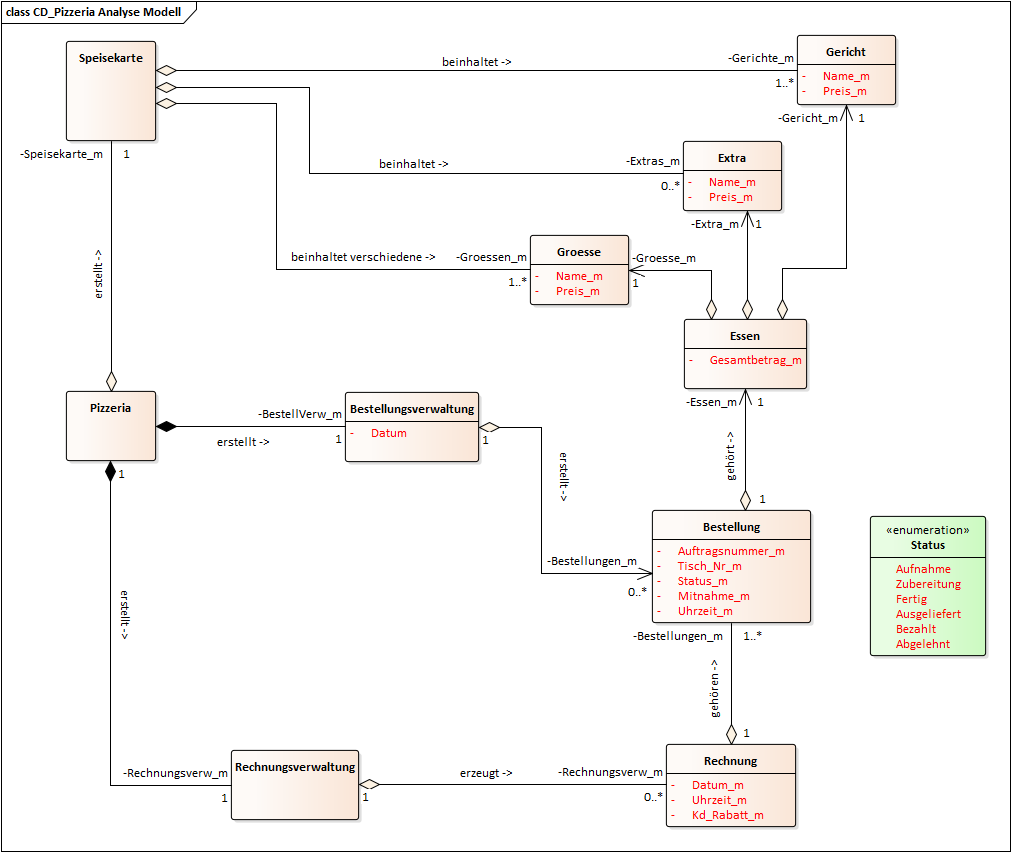 class CD_Pizzeria Analyse Modell
Speisekarte
beinhaltet ->
-Gerichte_m
1..*
Gericht
- Name_m
- Preis_m
-Gericht_m
1
beinhaltet ->
-Extras_m
0..*
Extra
- Name_m
- Preis_m
-Extra_m
1
-Speisekarte_m
1
erstellt ->
beinhaltet verschiedene ->
-Groessen_m
1..*
Groesse
- Name_m
- Preis_m
-Groesse_m
1
Essen
- Gesamtbetrag_m
-Essen_m
1
Pizzeria
erstellt ->
-BestellVerw_m
1
Bestellungsverwaltung
- Datum
1
erstellt ->
-Bestellungen_m
0..*
gehört ->
1
Bestellung
- Auftragsnummer_m
- Tisch_Nr_m
- Status_m
- Mitnahme_m
- Uhrzeit_m
«enumeration»
Status
Aufnahme
Zubereitung
Fertig
Ausgeliefert
Bezahlt
Abgelehnt
1
erstellt ->
-Bestellungen_m
1..*
gehören ->
1
-Rechnungsverw_m
1
Rechnungsverwaltung
1
erzeugt ->
-Rechnungsverw_m
0..*
Rechnung
- Datum_m
- Uhrzeit_m
- Kd_Rabatt_m